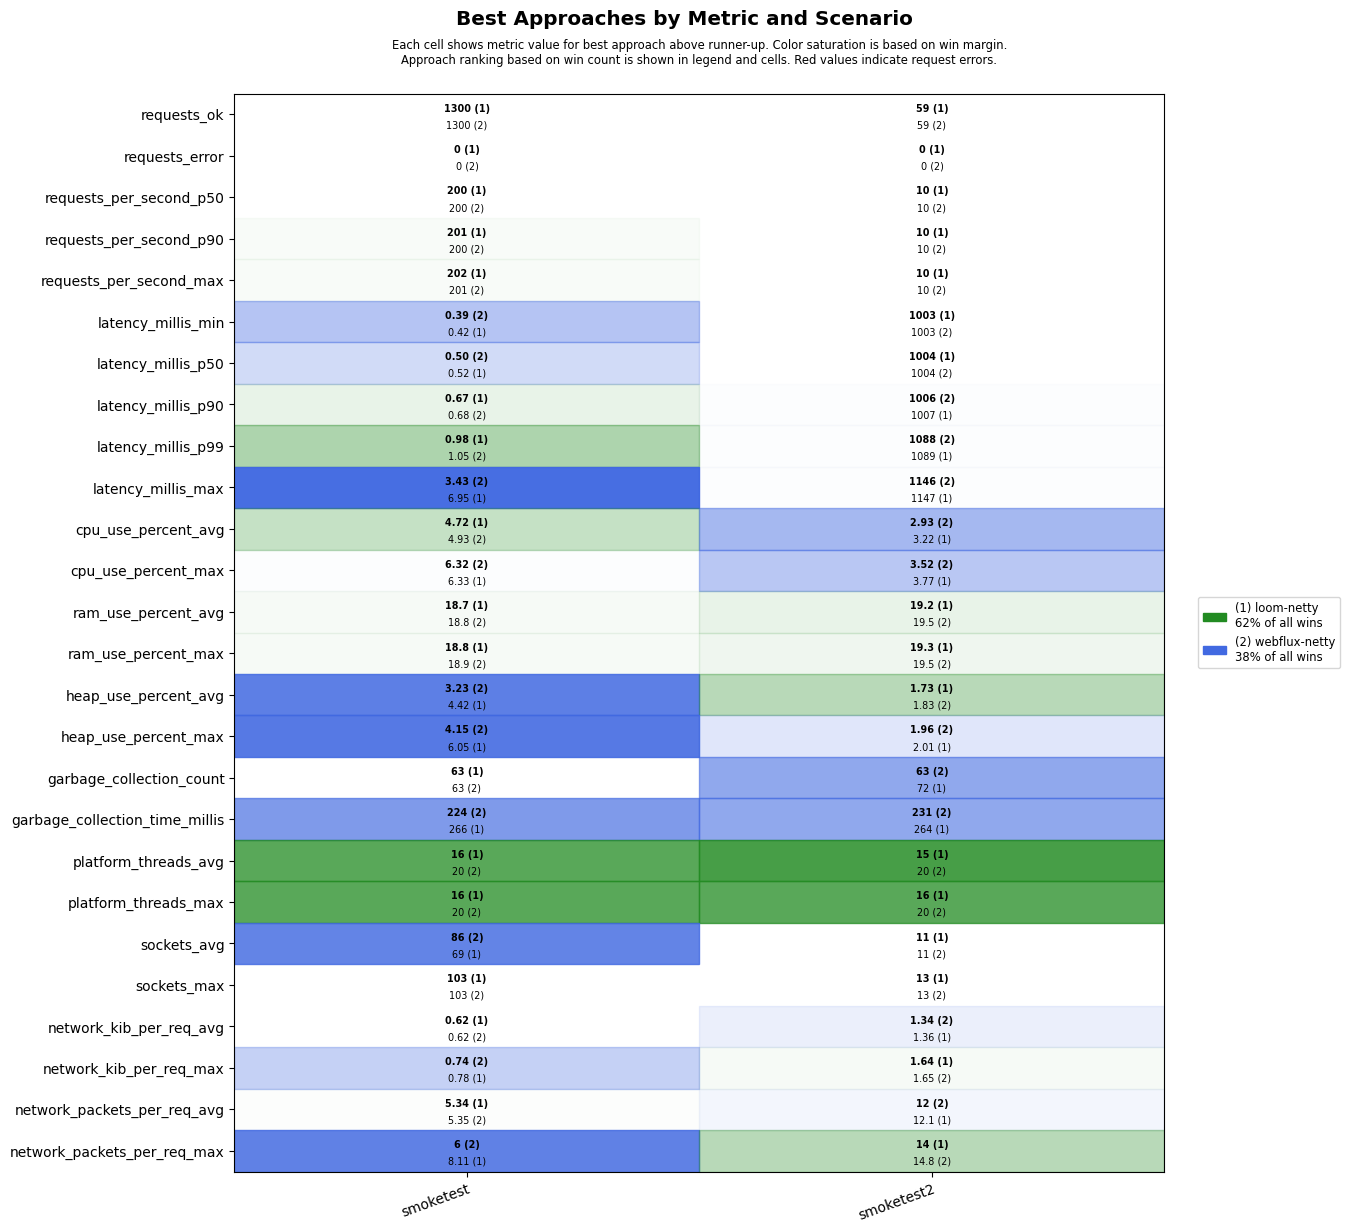 Best Approaches by Metric and Scenario
Each cell shows metric value for best approach above runner-up. Color saturation is based on win margin.
Approach ranking based on win count is shown in legend and cells. Red values indicate request errors.
requests_ok
1300 (1)
1300 (2)
59 (1)
59 (2)
requests_error
0 (1)
0 (2)
0 (1)
0 (2)
requests_per_second_p50
200 (1)
200 (2)
10 (1)
10 (2)
requests_per_second_p90
201 (1)
200 (2)
10 (1)
10 (2)
requests_per_second_max
202 (1)
201 (2)
10 (1)
10 (2)
latency_millis_min
0.39 (2)
0.42 (1)
1003 (1)
1003 (2)
latency_millis_p50
0.50 (2)
0.52 (1)
1004 (1)
1004 (2)
latency_millis_p90
0.67 (1)
0.68 (2)
1006 (2)
1007 (1)
latency_millis_p99
0.98 (1)
1.05 (2)
1088 (2)
1089 (1)
latency_millis_max
3.43 (2)
6.95 (1)
1146 (2)
1147 (1)
cpu_use_percent_avg
4.72 (1)
4.93 (2)
2.93 (2)
3.22 (1)
cpu_use_percent_max
6.32 (2)
6.33 (1)
3.52 (2)
3.77 (1)
ram_use_percent_avg
18.7 (1)
18.8 (2)
19.2 (1)
19.5 (2)
ram_use_percent_max
18.8 (1)
18.9 (2)
19.3 (1)
19.5 (2)
heap_use_percent_avg
3.23 (2)
4.42 (1)
1.73 (1)
1.83 (2)
heap_use_percent_max
4.15 (2)
6.05 (1)
1.96 (2)
2.01 (1)
garbage_collection_count
63 (1)
63 (2)
63 (2)
72 (1)
garbage_collection_time_millis
224 (2)
266 (1)
231 (2)
264 (1)
platform_threads_avg
16 (1)
20 (2)
15 (1)
20 (2)
platform_threads_max
16 (1)
20 (2)
16 (1)
20 (2)
sockets_avg
86 (2)
69 (1)
11 (1)
11 (2)
sockets_max
103 (1)
103 (2)
13 (1)
13 (2)
network_kib_per_req_avg
0.62 (1)
0.62 (2)
1.34 (2)
1.36 (1)
network_kib_per_req_max
0.74 (2)
0.78 (1)
1.64 (1)
1.65 (2)
network_packets_per_req_avg
5.34 (1)
5.35 (2)
12 (2)
12.1 (1)
network_packets_per_req_max
6 (2)
8.11 (1)
14 (1)
14.8 (2)
smoketest
smoketest2
(1) loom-netty
62% of all wins
(2) webflux-netty
38% of all wins